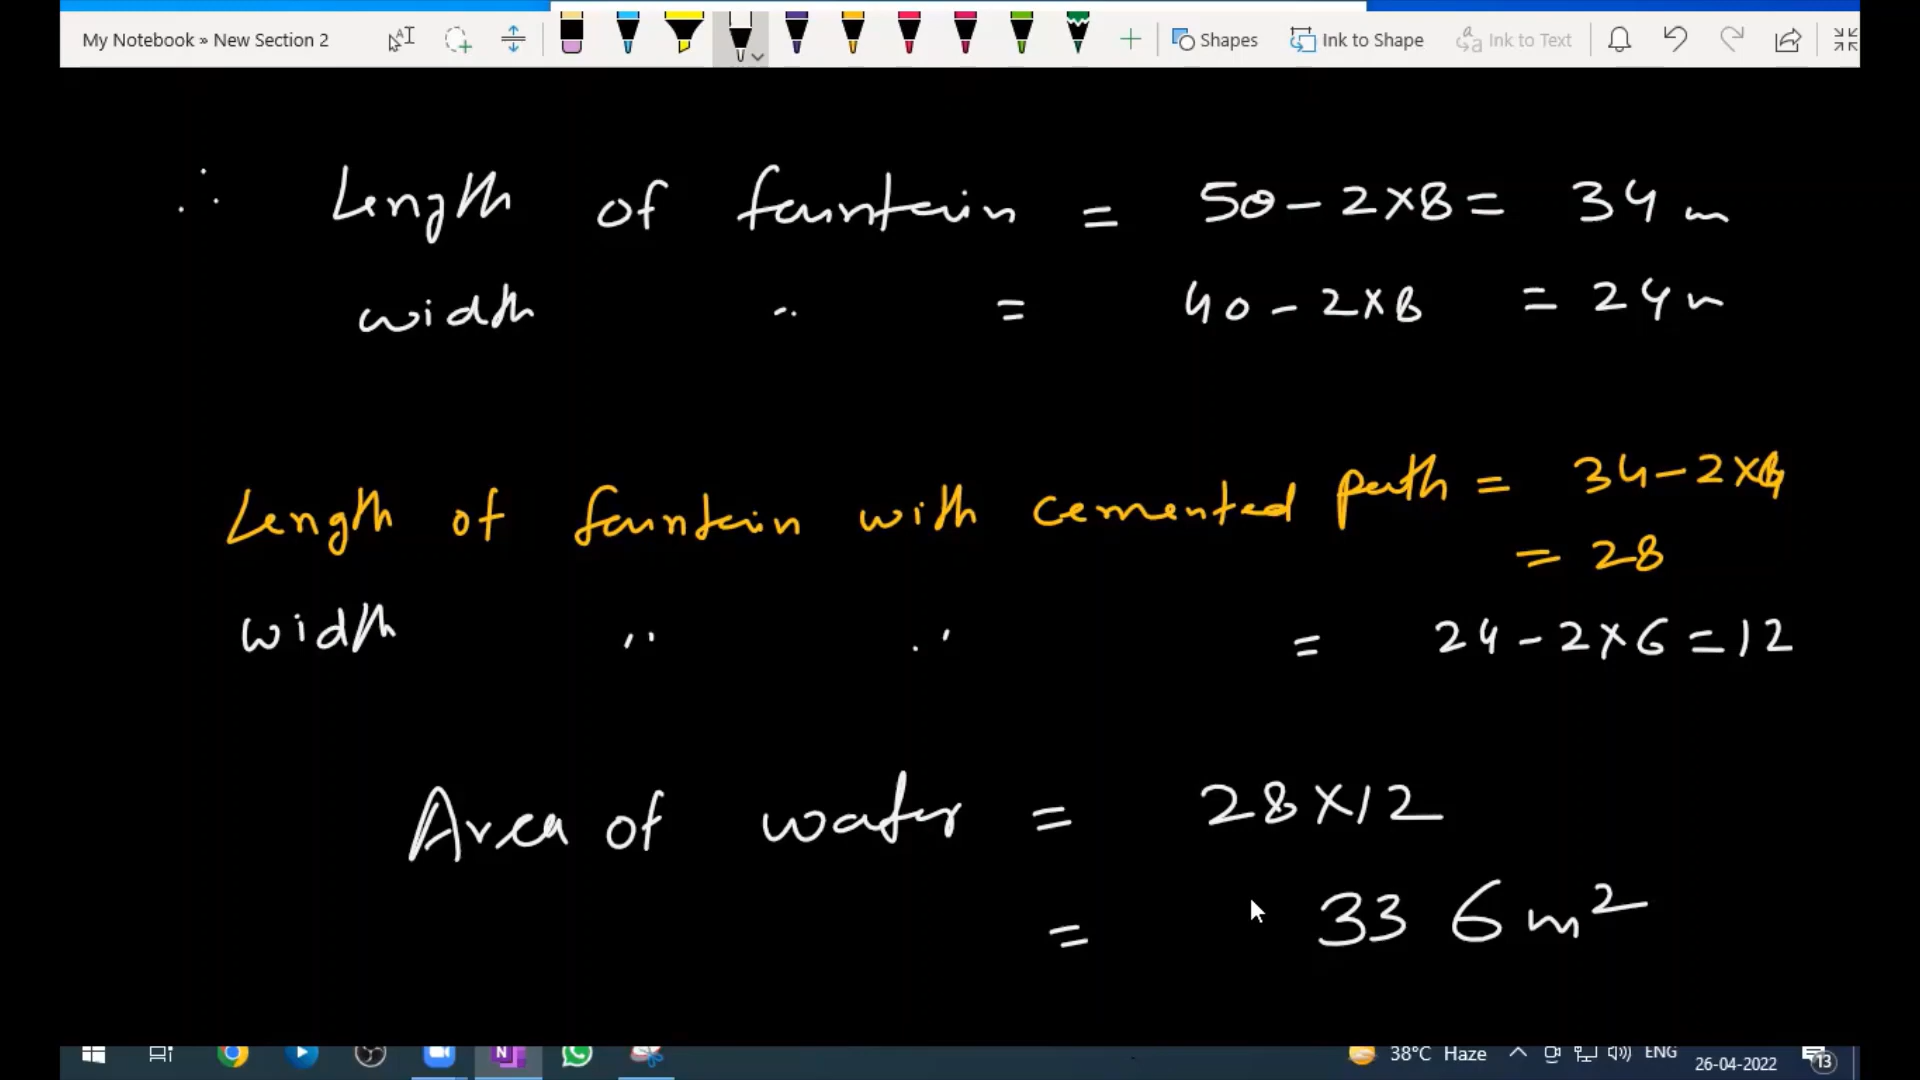 My Notebook » New Section 2 Shapes Ink to Shape Ink to Text
∴ Length of fountain = 50 - 2×8 = 34 m
width " = 40 - 2×8 = 24 m
Length of fountain with cemented path = 34 - 2×
= 28
width " " = 24 - 2×6 = 12
Area of water = 28×12
= 336 m²
38°C Haze ENG 26-04-2022 13